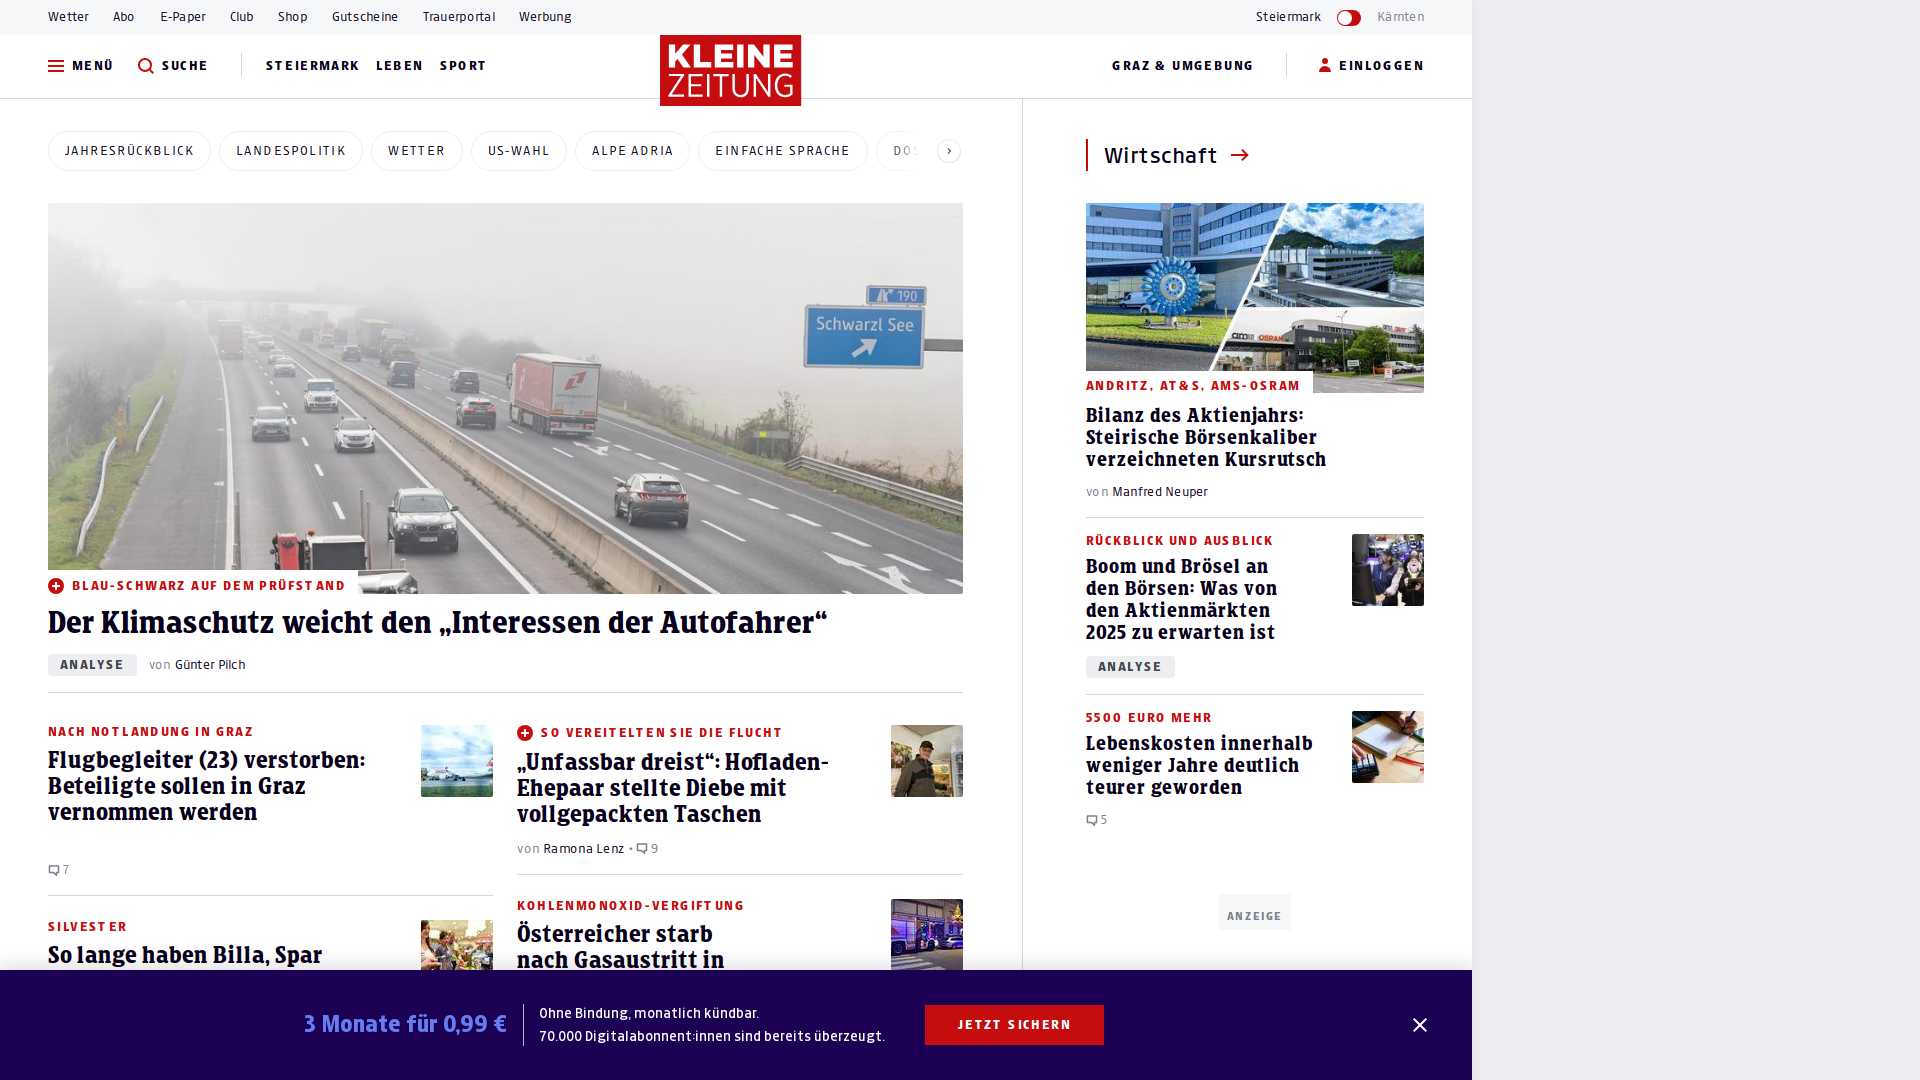 Wetter Abo E-Paper Club Shop Gutscheine Trauerportal Werbung
Steiermark Kärnten
MENÜ SUCHE STEIERMARK LEBEN SPORT
KLEINE
ZEITUNG
GRAZ & UMGEBUNG EINLOGGEN
JAHRESRÜCKBLICK LANDESPOLITIK WETTER US-WAHL ALPE ADRIA EINFACHE SPRACHE
190
Schwarzl See
BLAU-SCHWARZ AUF DEM PRÜFSTAND
Der Klimaschutz weicht den „Interessen der Autofahrer“
ANALYSE von Günter Pilch
NACH NOTLANDUNG IN GRAZ
Flugbegleiter (23) verstorben:
Beteiligte sollen in Graz
vernommen werden
7
SILVESTER
So lange haben Billa, Spar
SO VEREITELTEN SIE DIE FLUCHT
„Unfassbar dreist“: Hofladen-
Ehepaar stellte Diebe mit
vollgepackten Taschen
von Ramona Lenz • 9
KOHLENMONOXID-VERGIFTUNG
Österreicher starb
nach Gasaustritt in
Wirtschaft
OSRAM
ANDRITZ, AT&S, AMS-OSRAM
Bilanz des Aktienjahrs:
Steirische Börsenkaliber
verzeichneten Kursrutsch
von Manfred Neuper
RÜCKBLICK UND AUSBLICK
Boom und Brösel an
den Börsen: Was von
den Aktienmärkten
2025 zu erwarten ist
ANALYSE
5500 EURO MEHR
Lebenskosten innerhalb
weniger Jahre deutlich
teurer geworden
5
ANZEIGE
3 Monate für 0,99 €
Ohne Bindung, monatlich kündbar.
70.000 Digitalabonnent:innen sind bereits überzeugt.
JETZT SICHERN